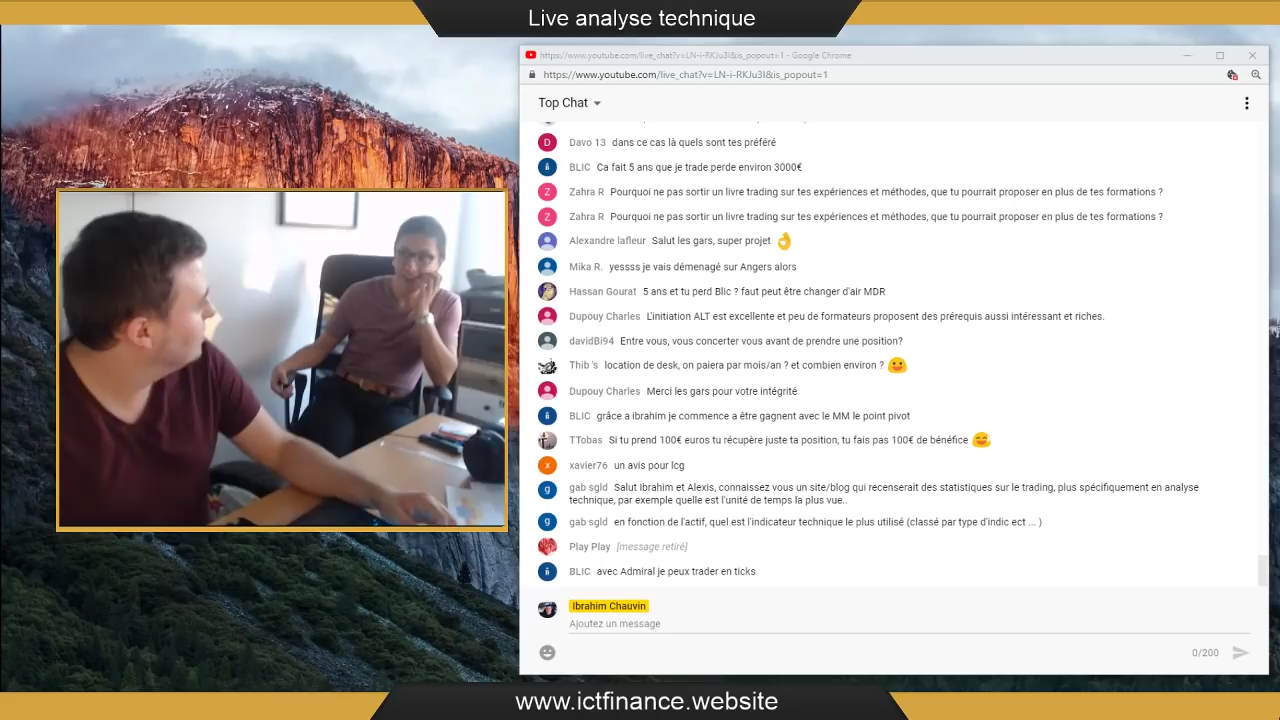 Live analyse technique
https://www.youtube.com/live_chat?v=LN-i-RKJu3I&is_popout=1 - Google Chrome
https://www.youtube.com/live_chat?v=LN-i-RKJu3I&is_popout=1
Top Chat
D Davo 13 dans ce cas là quels sont tes préféré
BLIC Ca fait 5 ans que je trade perde environ 3000€
Z Zahra R Pourquoi ne pas sortir un livre trading sur tes expériences et méthodes, que tu pourrait proposer en plus de tes formations ?
Z Zahra R Pourquoi ne pas sortir un livre trading sur tes expériences et méthodes, que tu pourrait proposer en plus de tes formations ?
Alexandre lafleur Salut les gars, super projet 👌
Mika R. yessss je vais démenagé sur Angers alors
Hassan Gourat 5 ans et tu perd Blic ? faut peut être changer d'air MDR
Dupouy Charles L'initiation ALT est excellente et peu de formateurs proposent des prérequis aussi intéressant et riches.
davidBi94 Entre vous, vous concerter vous avant de prendre une position?
Thib 's location de desk, on paiera par mois/an ? et combien environ ? 😀
Dupouy Charles Merci les gars pour votre intégrité
BLIC grâce a ibrahim je commence a être gagnent avec le MM le point pivot
TTobas Si tu prend 100€ euros tu récupère juste ta position, tu fais pas 100€ de bénéfice 😊
x xavier76 un avis pour lcg
g gab sgld Salut Ibrahim et Alexis, connaissez vous un site/blog qui recenserait des statistiques sur le trading, plus spécifiquement en analyse
technique, par exemple quelle est l'unité de temps la plus vue..
g gab sgld en fonction de l'actif, quel est l'indicateur technique le plus utilisé (classé par type d'indic ect ... )
Play Play [message retiré]
BLIC avec Admiral je peux trader en ticks
Ibrahim Chauvin
Ajoutez un message
0/200
www.ictfinance.website